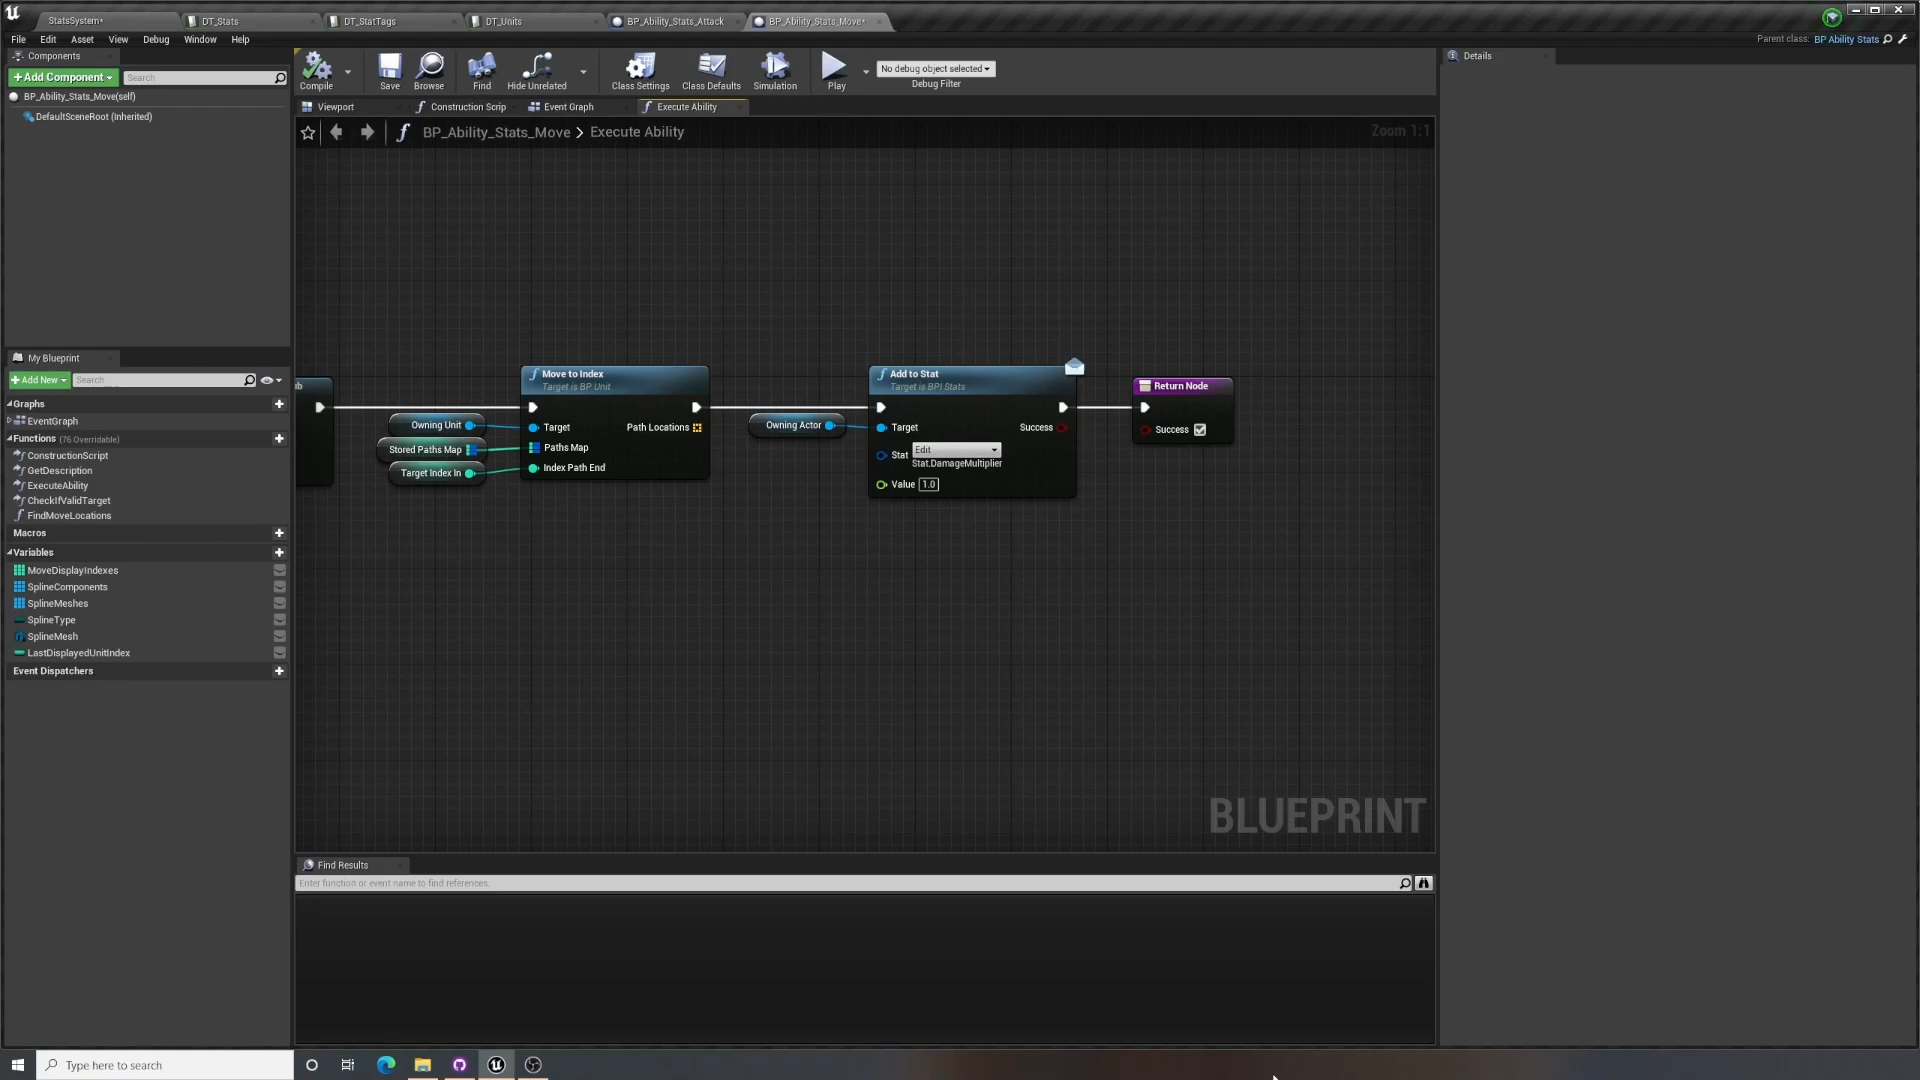 StatsSystem*
DT_Stats
DT_StatTags
DT_Units
BP_Ability_Stats_Attack
BP_Ability_Stats_Move*
File
Edit
Asset
View
Debug
Window
Help
Parent class:
BP Ability Stats
Components
+Add Component
Search
BP_Ability_Stats_Move(self)
DefaultSceneRoot (Inherited)
Compile
Save
Browse
Find
Hide Unrelated
Class Settings
Class Defaults
Simulation
Play
No debug object selected
Debug Filter
Details
Viewport
Construction Scrip
Event Graph
Execute Ability
BP_Ability_Stats_Move > Execute Ability
Zoom 1:1
My Blueprint
+Add New
Search
Graphs
EventGraph
Functions (76 Overridable)
ConstructionScript
GetDescription
ExecuteAbility
CheckIfValidTarget
FindMoveLocations
Macros
Variables
MoveDisplayIndexes
SplineComponents
SplineMeshes
SplineType
SplineMesh
LastDisplayedUnitIndex
Event Dispatchers
Owning Unit
Stored Paths Map
Target Index In
Move to Index
Target is BP Unit
Target
Path Locations
Paths Map
Index Path End
Owning Actor
Add to Stat
Target is BPI Stats
Target
Success
Stat
Edit
Stat.DamageMultiplier
Value 1.0
Return Node
Success
BLUEPRINT
Find Results
Enter function or event name to find references.
Type here to search